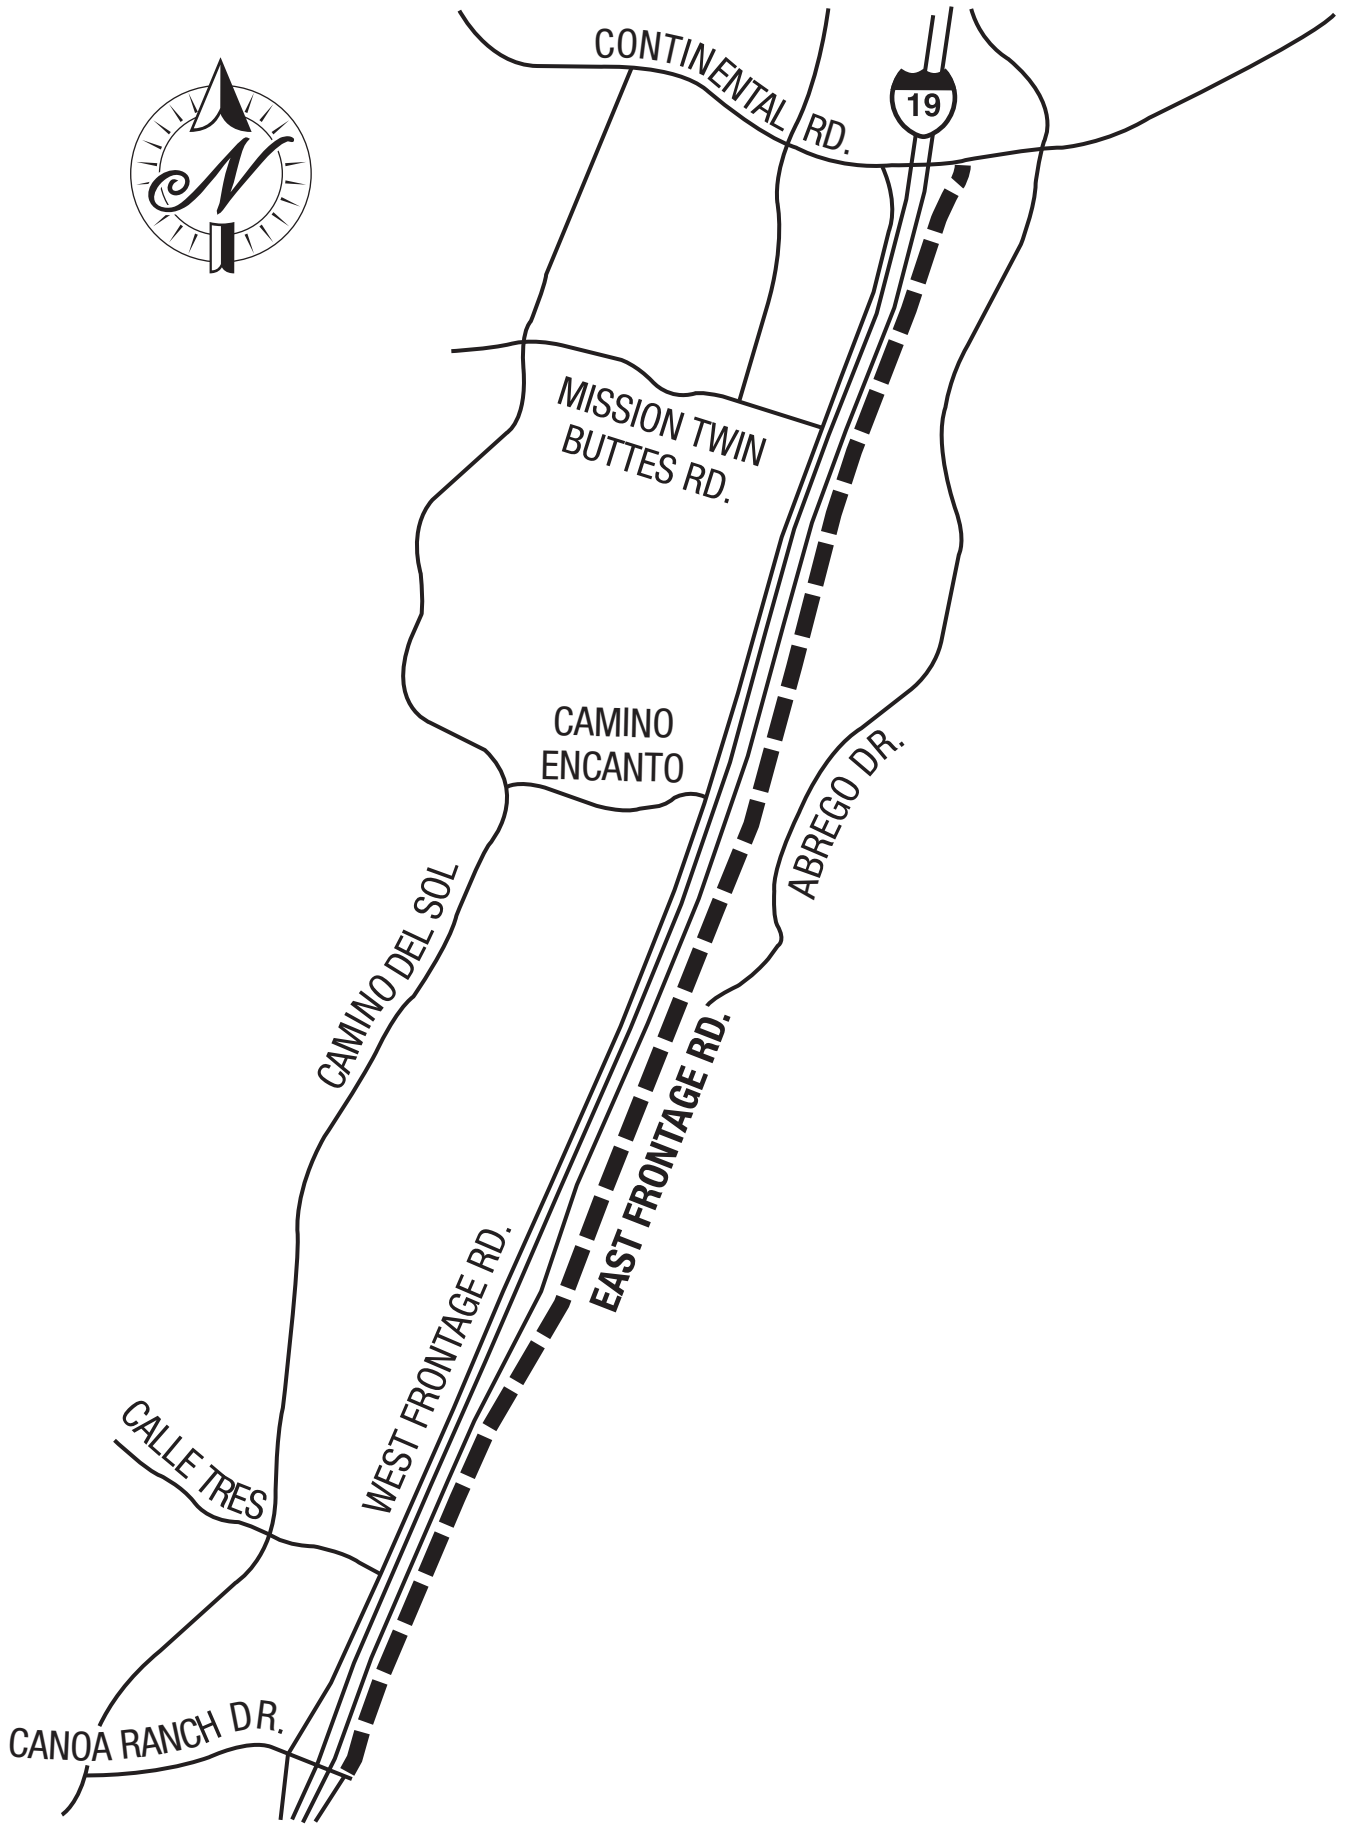 CONTINENTAL RD.
19
N
MISSION TWIN
BUTTES RD.
CAMINO
ENCANTO
ABREGO DR.
CAMINO DEL SOL
EAST FRONTAGE RD.
WEST FRONTAGE RD.
CALLE TRES
CANOA RANCH DR.